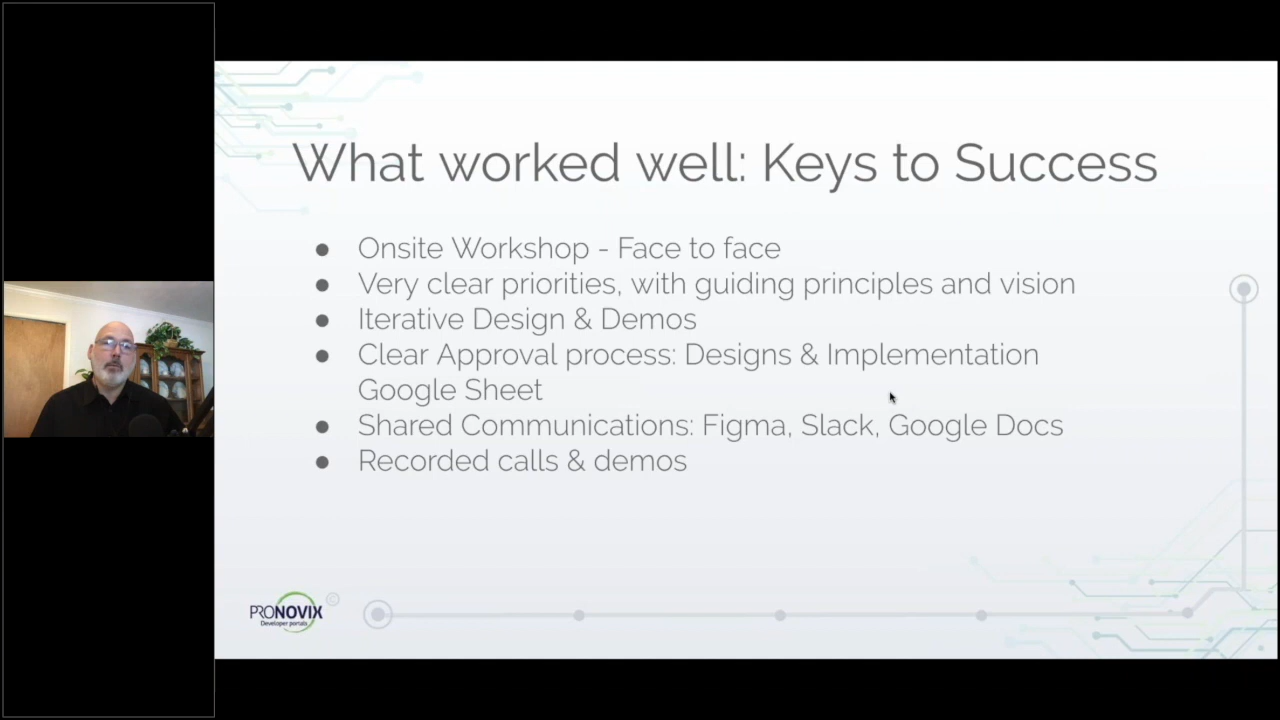 What worked well: Keys to Success
● Onsite Workshop - Face to face
● Very clear priorities, with guiding principles and vision
● Iterative Design & Demos
● Clear Approval process: Designs & Implementation
Google Sheet
● Shared Communications: Figma, Slack, Google Docs
● Recorded calls & demos
PRONOVIX ©
Developer portals